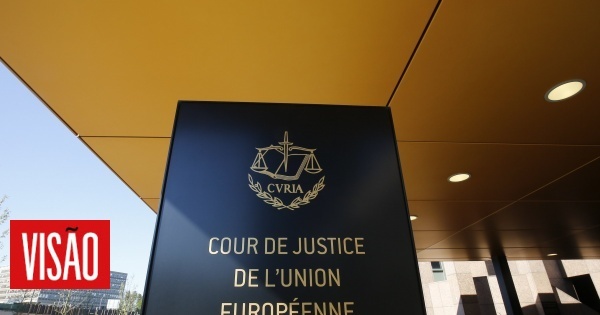 CVRIA
COUR DE JUSTICE
DE L'UNION
EUROPÉENNE
VISÃO